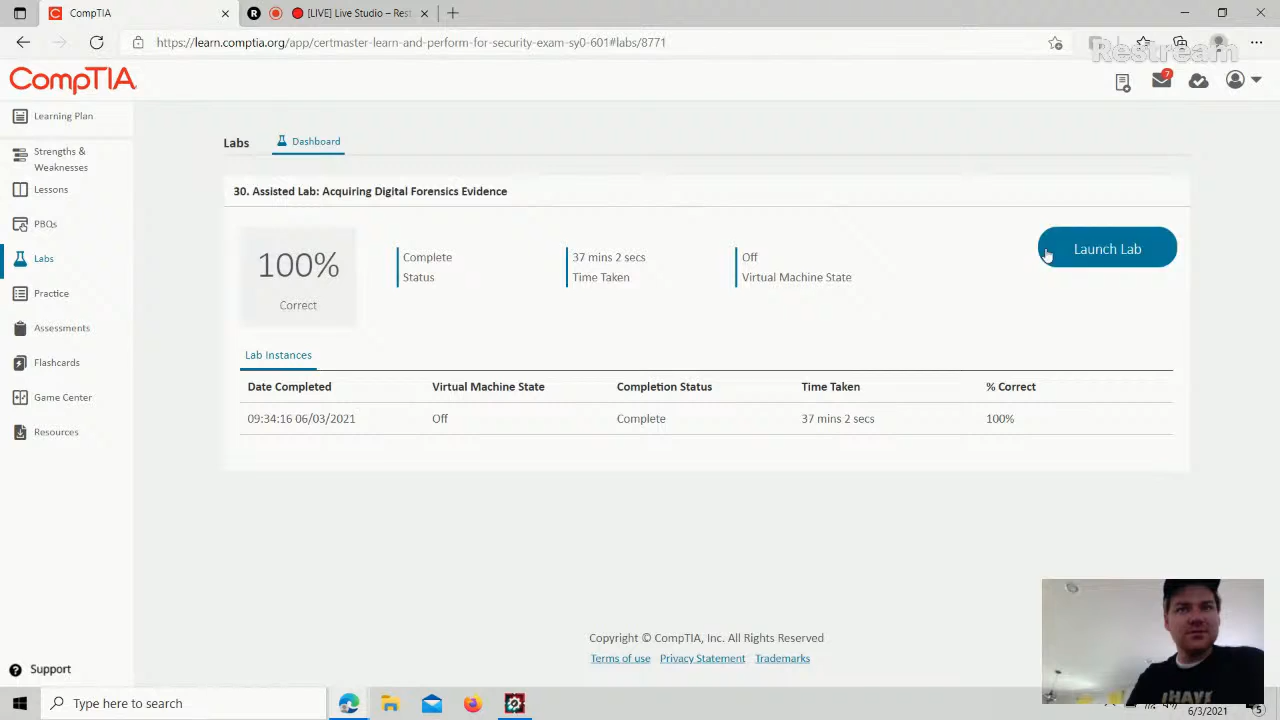 CompTIA
[LIVE] Live Studio – Rest
https://learn.comptia.org/app/certmaster-learn-and-perform-for-security-exam-sy0-601#labs/8771
Restream
CompTIA
7
Learning Plan
Strengths &
Weaknesses
Lessons
PBQs
Labs
Practice
Assessments
Flashcards
Game Center
Resources
Support
Labs
Dashboard
30. Assisted Lab: Acquiring Digital Forensics Evidence
100%
Correct
Complete
Status
37 mins 2 secs
Time Taken
Off
Virtual Machine State
Launch Lab
Lab Instances
Date Completed Virtual Machine State Completion Status Time Taken % Correct
09:34:16 06/03/2021 Off Complete 37 mins 2 secs 100%
Copyright © CompTIA, Inc. All Rights Reserved
Terms of use Privacy Statement Trademarks
Type here to search
6/3/2021
5